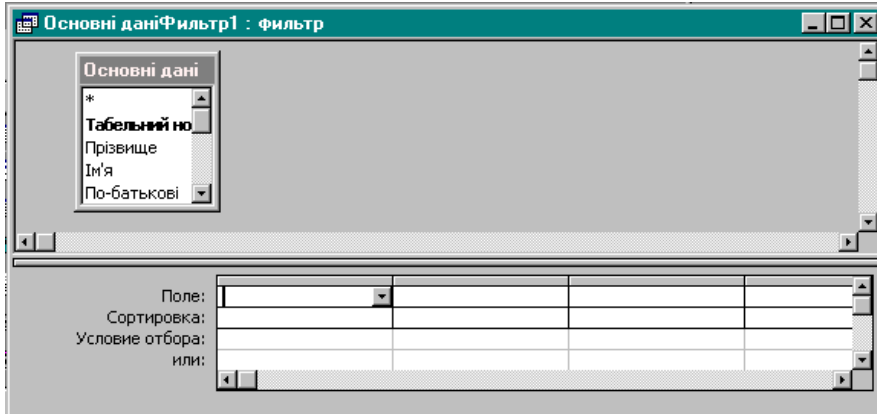 Основні даніФильтр1 : фильтр
Основні дані
*
Табельний но
Прізвище
Ім'я
По-батькові
Поле:
Сортировка:
Условие отбора:
или: